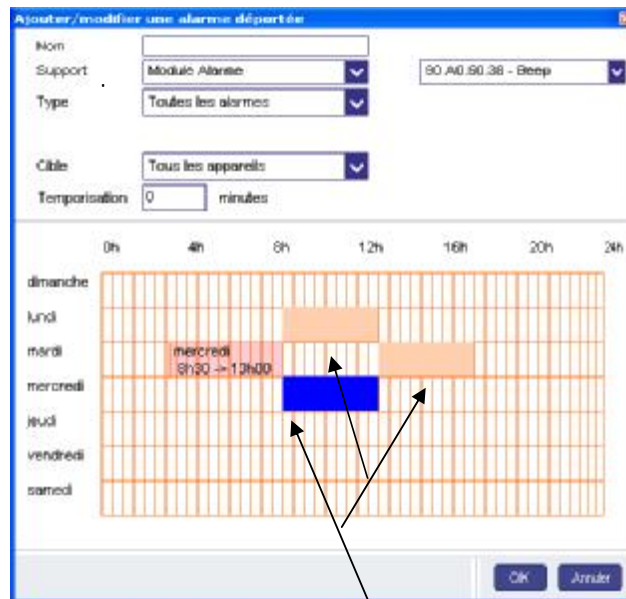 Ajouter/modifier une alarme déportée
Nom
Support Module Alarme 90.A0.90.38 - Beep
Type Toutes les alarmes
Cible Tous les appareils
Temporisation 0 minutes
0h 4h 8h 12h 16h 20h 24h
dimanche
lundi
mardi
mercredi
8h30 -> 13h00
mercredi
jeudi
vendredi
samedi
OK Annuler